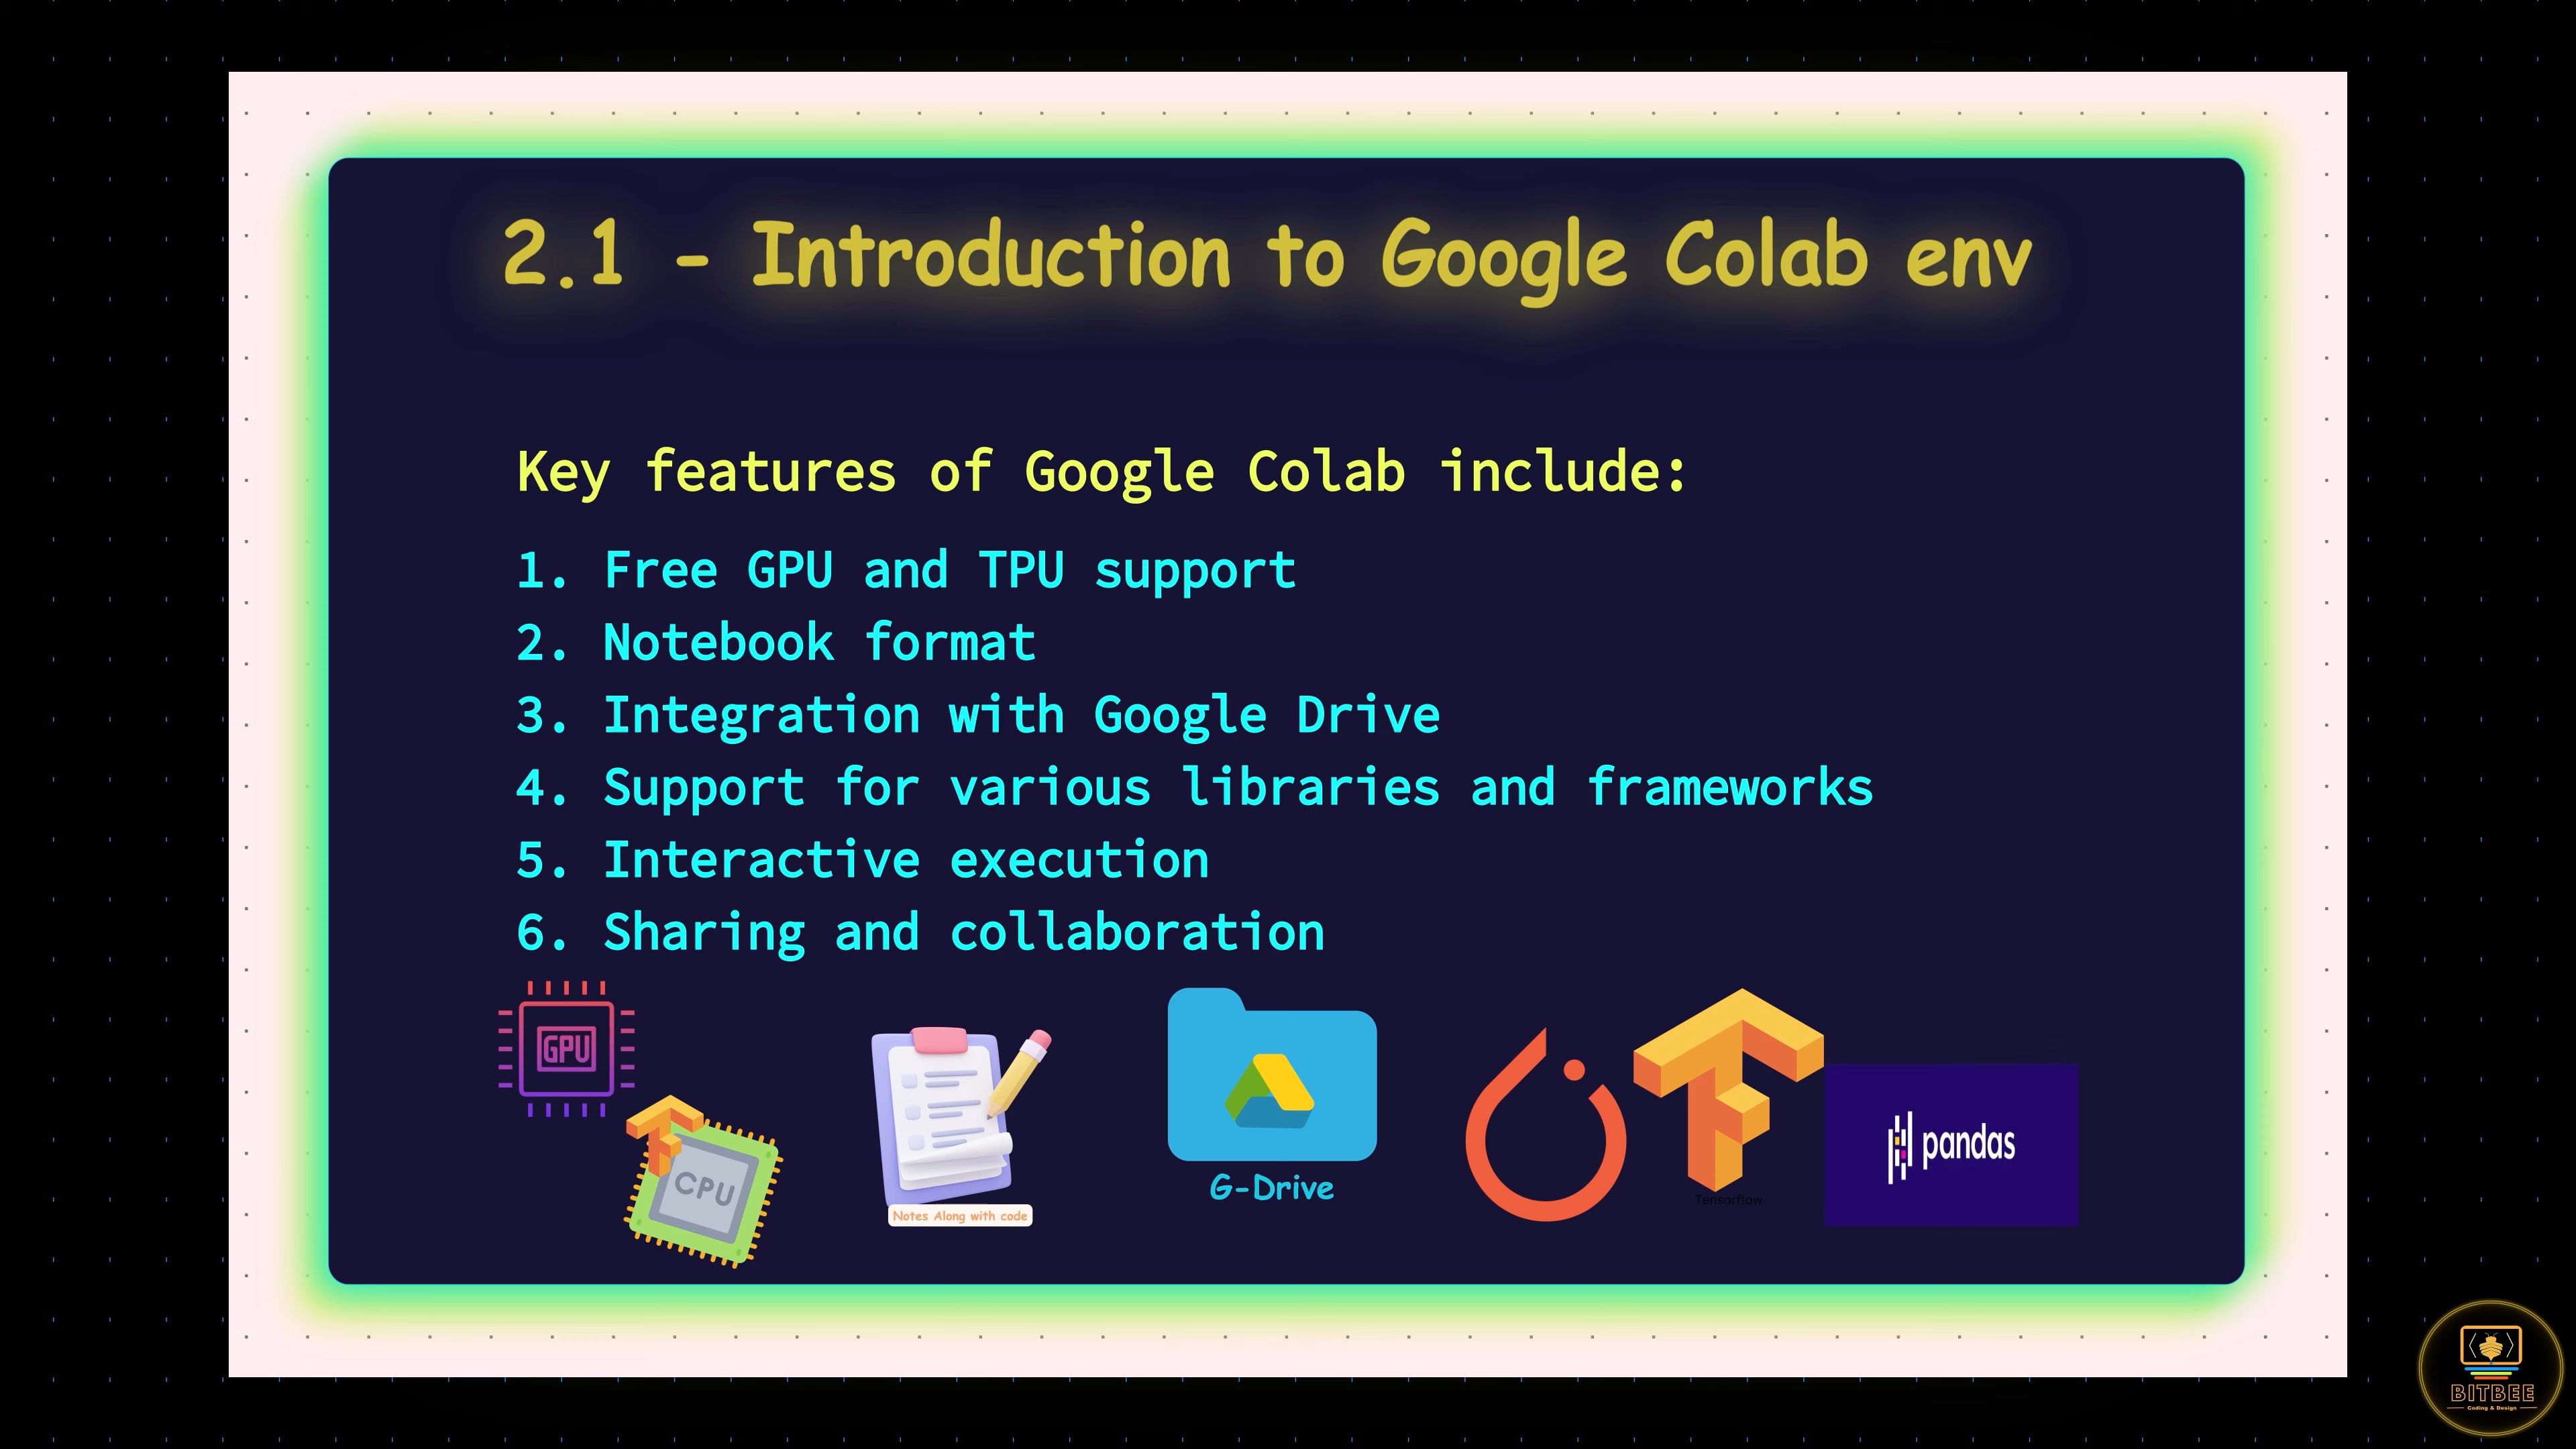 2.1 - Introduction to Google Colab env
Key features of Google Colab include:
1. Free GPU and TPU support
2. Notebook format
3. Integration with Google Drive
4. Support for various libraries and frameworks
5. Interactive execution
6. Sharing and collaboration
GPU
CPU
Notes Along with code
G-Drive
Tensorflow
pandas
BITBEE
Coding & Design